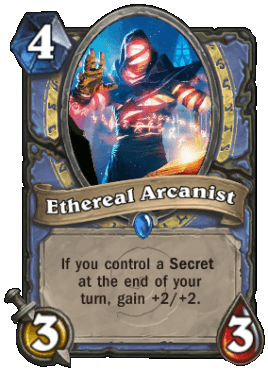 4
Ethereal Arcanist
If you control a Secret
at the end of your
turn, gain +2/+2.
3 3